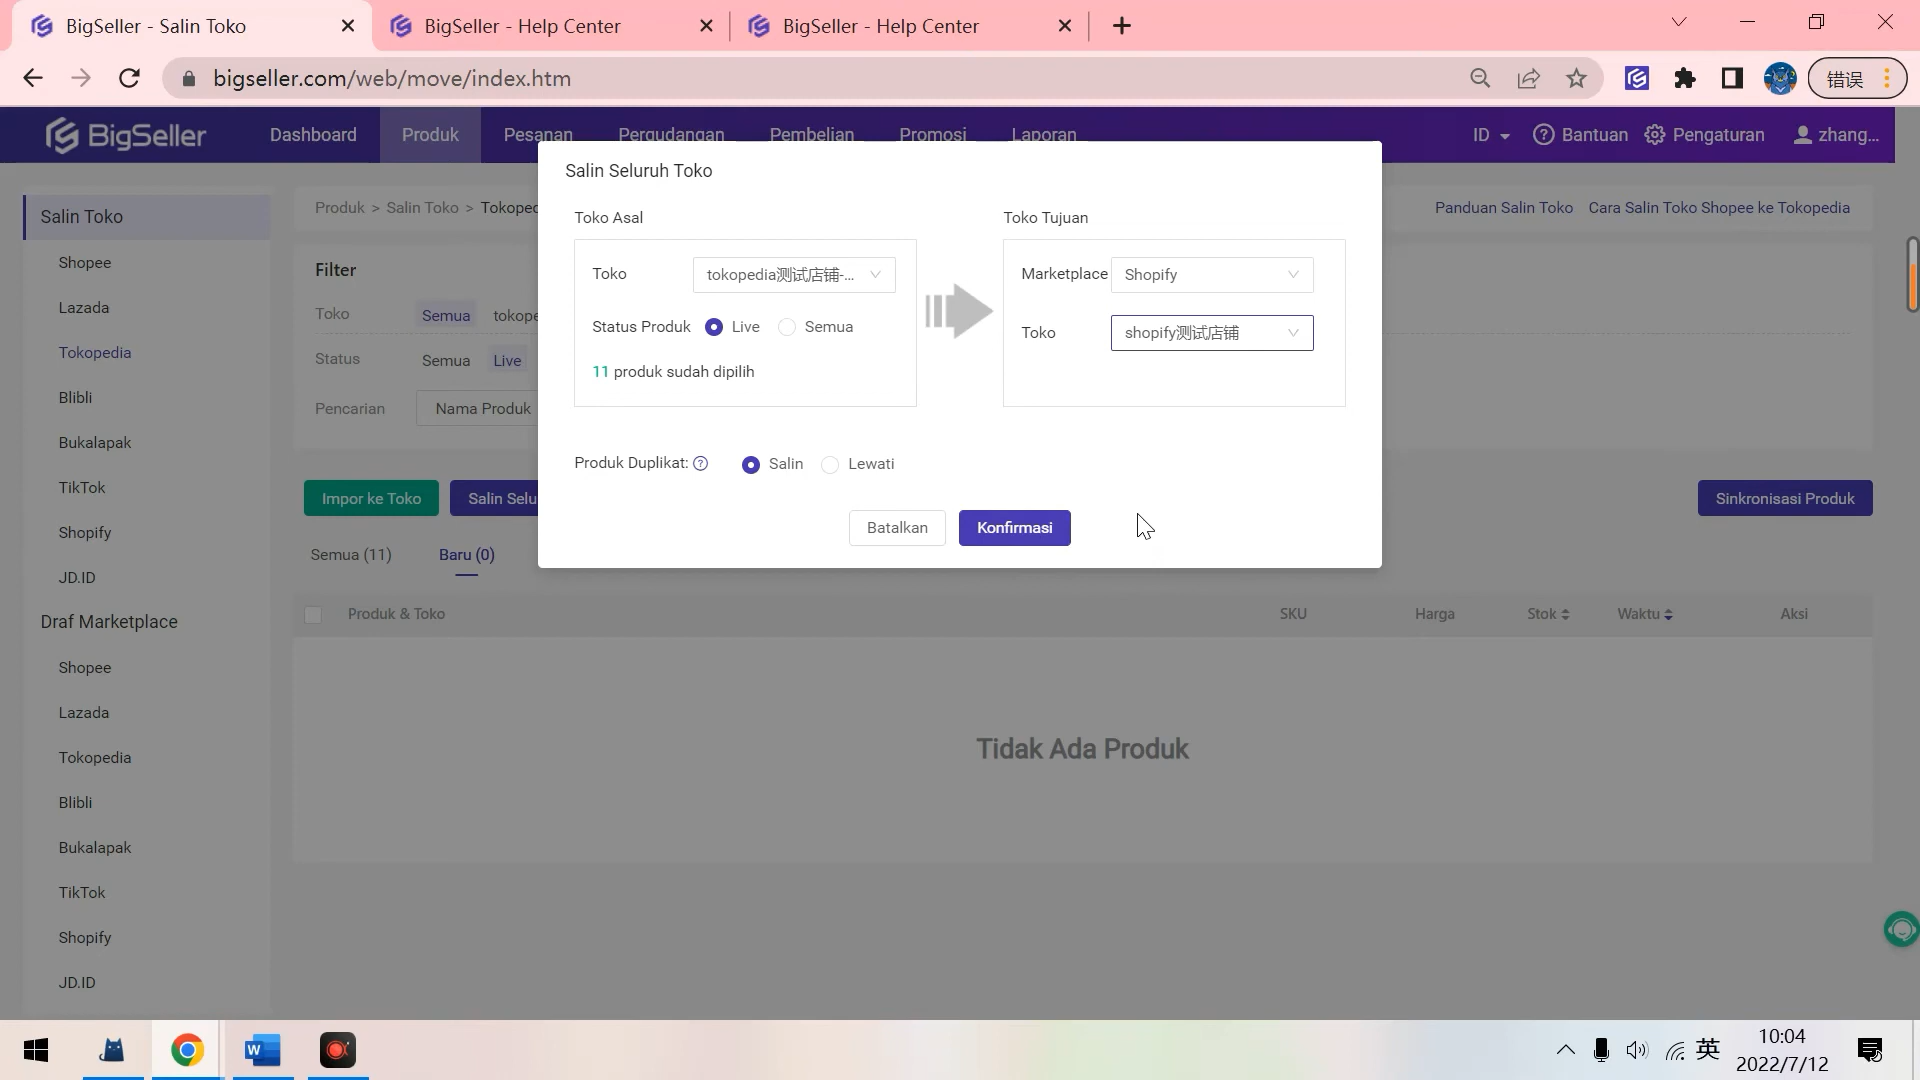 BigSeller - Salin Toko
BigSeller - Help Center
BigSeller - Help Center
bigseller.com/web/move/index.htm
错误
BigSeller
Dashboard
Produk
Pesanan
Pergudangan
Pembelian
Promosi
Laporan
ID
Bantuan
Pengaturan
zhang...
Salin Toko
Shopee
Lazada
Tokopedia
Blibli
Bukalapak
TikTok
Shopify
JD.ID
Draf Marketplace
Shopee
Lazada
Tokopedia
Blibli
Bukalapak
TikTok
Shopify
JD.ID
Produk > Salin Toko >
Panduan Salin Toko
Cara Salin Toko Shopee ke Tokopedia
Filter
Toko
Semua
Status
Semua
Live
Pencarian
Nama Produk
Salin Seluruh Toko
Toko Asal
Toko
tokopedia测试店铺-...
Status Produk
Live
Semua
11 produk sudah dipilih
Toko Tujuan
Marketplace
Shopify
Toko
shopify测试店铺
Produk Duplikat: ?
Salin
Lewati
Batalkan
Konfirmasi
Impor ke Toko
Salin
Sinkronisasi Produk
Semua (11)
Baru (0)
Produk & Toko
SKU
Harga
Stok
Waktu
Aksi
Tidak Ada Produk
英
10:04
2022/7/12